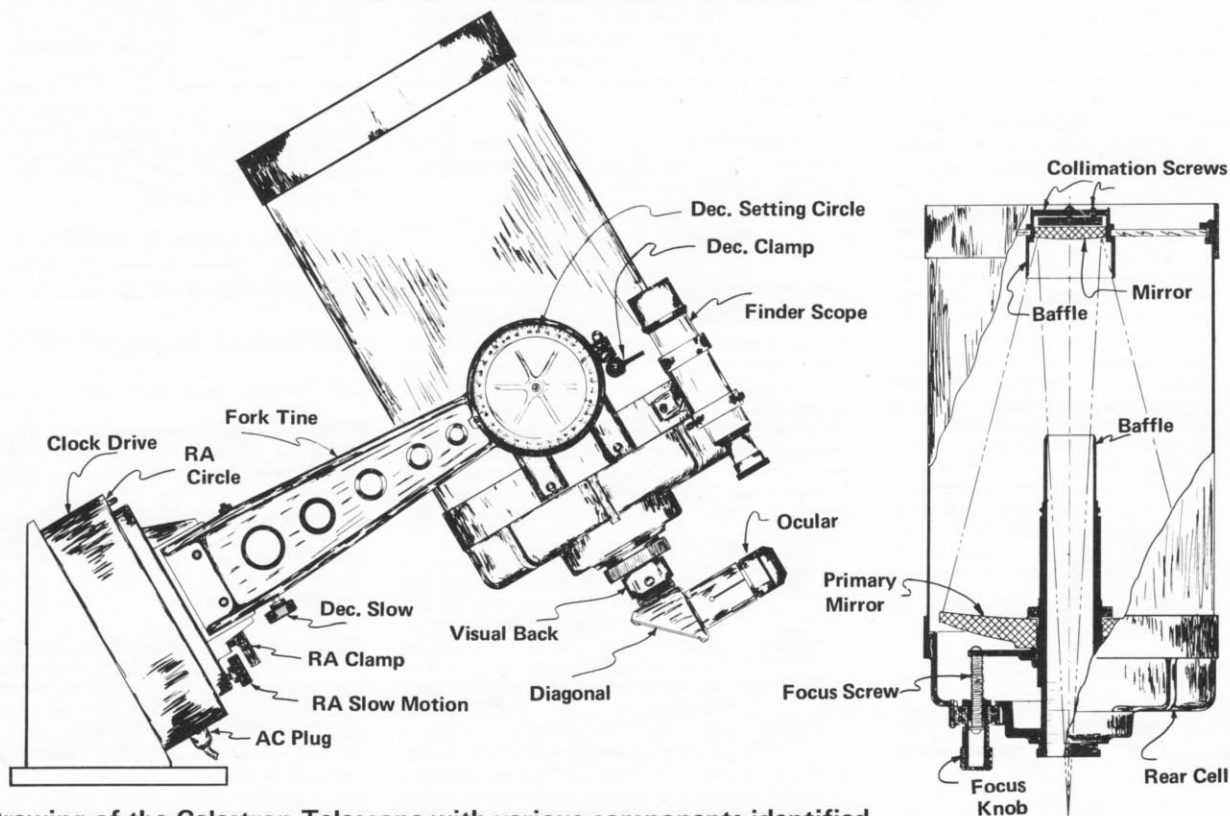 Dec. Setting Circle
Dec. Clamp
Finder Scope
Fork Tine
Clock Drive
RA
Circle
Ocular
Dec. Slow
Visual Back
RA Clamp
Diagonal
RA Slow Motion
AC Plug
Collimation Screws
Mirror
Baffle
Baffle
Primary
Mirror
Focus Screw
Rear Cell
Focus
Knob
Drawing of the Celestron Telescope with various components identified